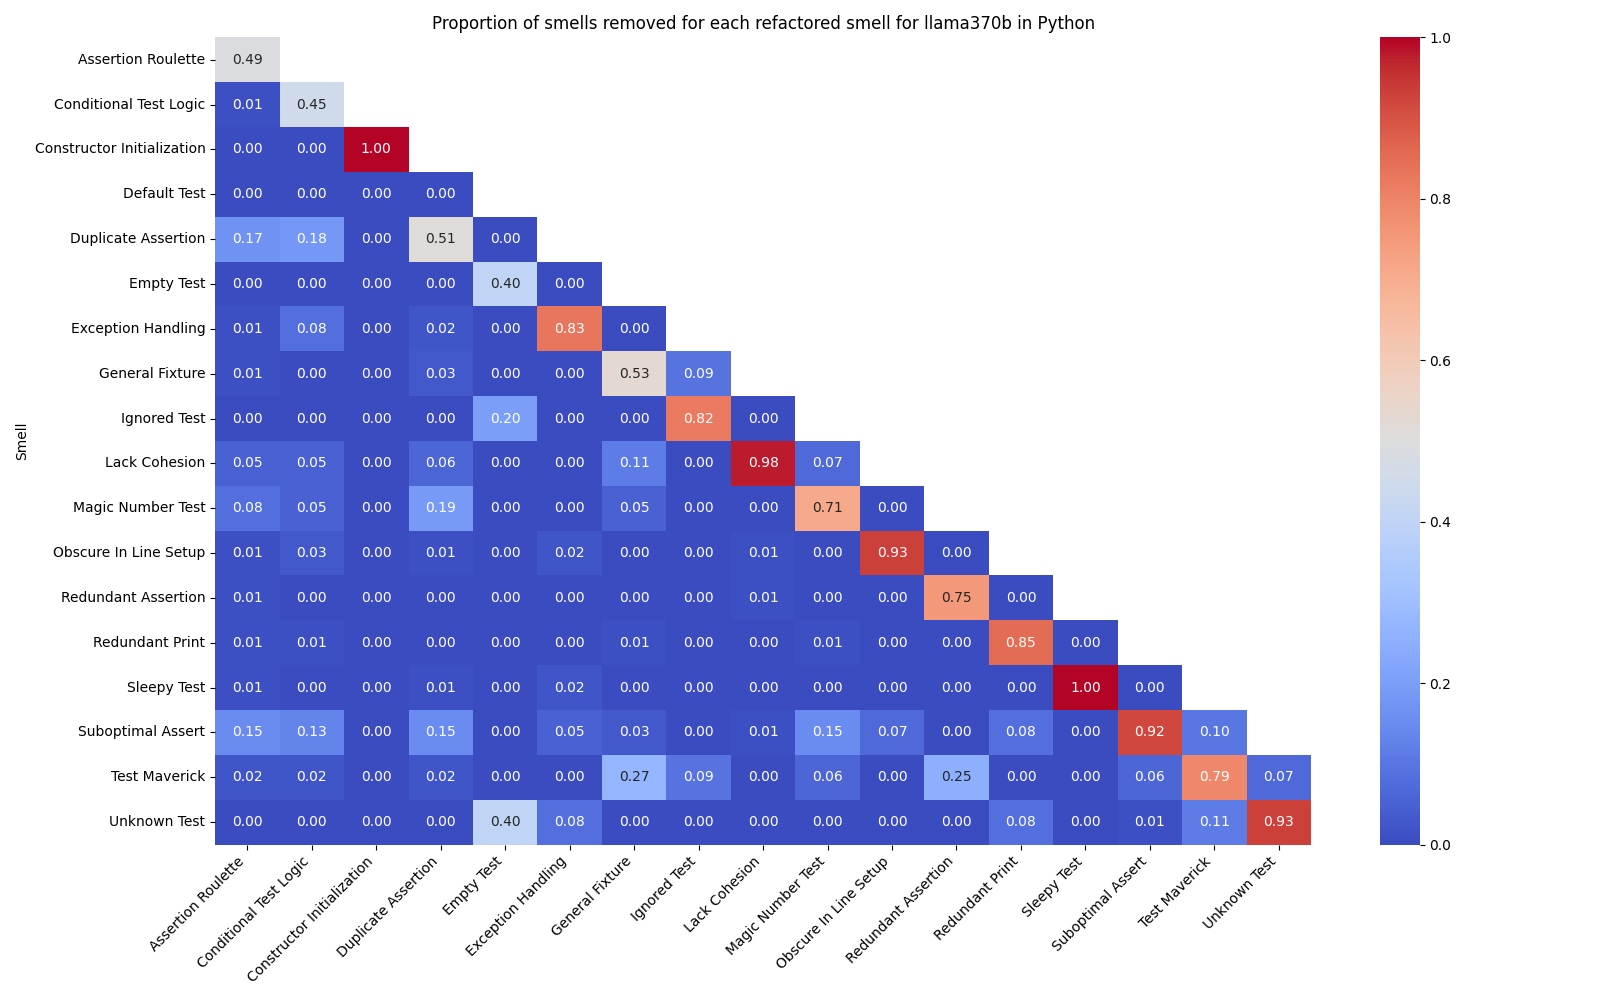 Proportion of smells removed for each refactored smell for llama370b in Python
Smell
Assertion Roulette 0.49
Conditional Test Logic 0.01 0.45
Constructor Initialization 0.00 0.00 1.00
Default Test 0.00 0.00 0.00 0.00
Duplicate Assertion 0.17 0.18 0.00 0.51 0.00
Empty Test 0.00 0.00 0.00 0.00 0.40 0.00
Exception Handling 0.01 0.08 0.00 0.02 0.00 0.83 0.00
General Fixture 0.01 0.00 0.00 0.03 0.00 0.00 0.53 0.09
Ignored Test 0.00 0.00 0.00 0.00 0.20 0.00 0.00 0.82 0.00
Lack Cohesion 0.05 0.05 0.00 0.06 0.00 0.00 0.11 0.00 0.98 0.07
Magic Number Test 0.08 0.05 0.00 0.19 0.00 0.00 0.05 0.00 0.00 0.71 0.00
Obscure In Line Setup 0.01 0.03 0.00 0.01 0.00 0.02 0.00 0.00 0.01 0.00 0.93 0.00
Redundant Assertion 0.01 0.00 0.00 0.00 0.00 0.00 0.00 0.00 0.01 0.00 0.00 0.75 0.00
Redundant Print 0.01 0.01 0.00 0.00 0.00 0.00 0.01 0.00 0.00 0.01 0.00 0.00 0.85 0.00
Sleepy Test 0.01 0.00 0.00 0.01 0.00 0.02 0.00 0.00 0.00 0.00 0.00 0.00 0.00 1.00 0.00
Suboptimal Assert 0.15 0.13 0.00 0.15 0.00 0.05 0.03 0.00 0.01 0.15 0.07 0.00 0.08 0.00 0.92 0.10
Test Maverick 0.02 0.02 0.00 0.02 0.00 0.00 0.27 0.09 0.00 0.06 0.00 0.25 0.00 0.00 0.06 0.79 0.07
Unknown Test 0.00 0.00 0.00 0.00 0.40 0.08 0.00 0.00 0.00 0.00 0.00 0.00 0.08 0.00 0.01 0.11 0.93
Assertion Roulette
Conditional Test Logic
Constructor Initialization
Duplicate Assertion
Empty Test
Exception Handling
General Fixture
Ignored Test
Lack Cohesion
Magic Number Test
Obscure In Line Setup
Redundant Assertion
Redundant Print
Sleepy Test
Suboptimal Assert
Test Maverick
Unknown Test
1.0
0.8
0.6
0.4
0.2
0.0